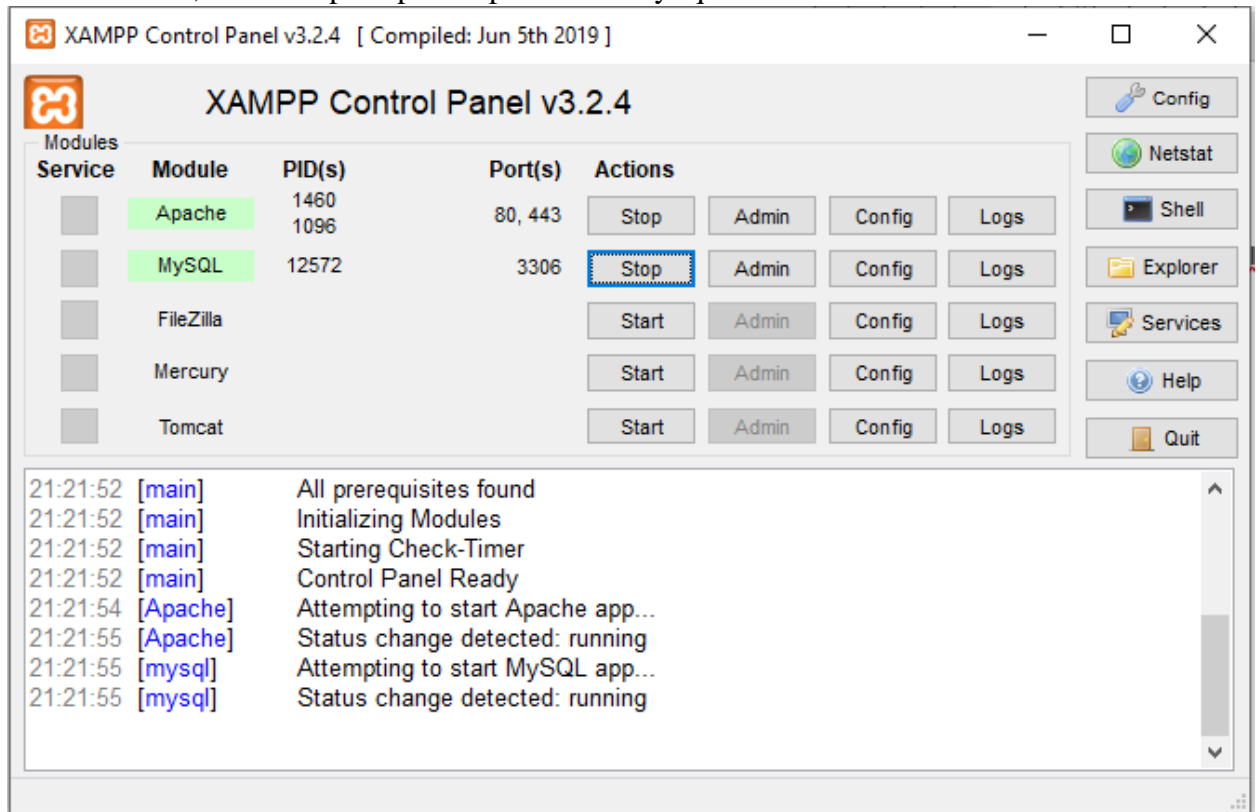 XAMPP Control Panel v3.2.4 [ Compiled: Jun 5th 2019 ]
XAMPP Control Panel v3.2.4
Config
Modules
Netstat
Service Module PID(s) Port(s) Actions
Apache 1460 1096 80, 443 Stop Admin Config Logs
Shell
MySQL 12572 3306 Stop Admin Config Logs
Explorer
FileZilla Start Admin Config Logs
Services
Mercury Start Admin Config Logs
Help
Tomcat Start Admin Config Logs
Quit
21:21:52 [main] All prerequisites found
21:21:52 [main] Initializing Modules
21:21:52 [main] Starting Check-Timer
21:21:52 [main] Control Panel Ready
21:21:54 [Apache] Attempting to start Apache app...
21:21:55 [Apache] Status change detected: running
21:21:55 [mysql] Attempting to start MySQL app...
21:21:55 [mysql] Status change detected: running